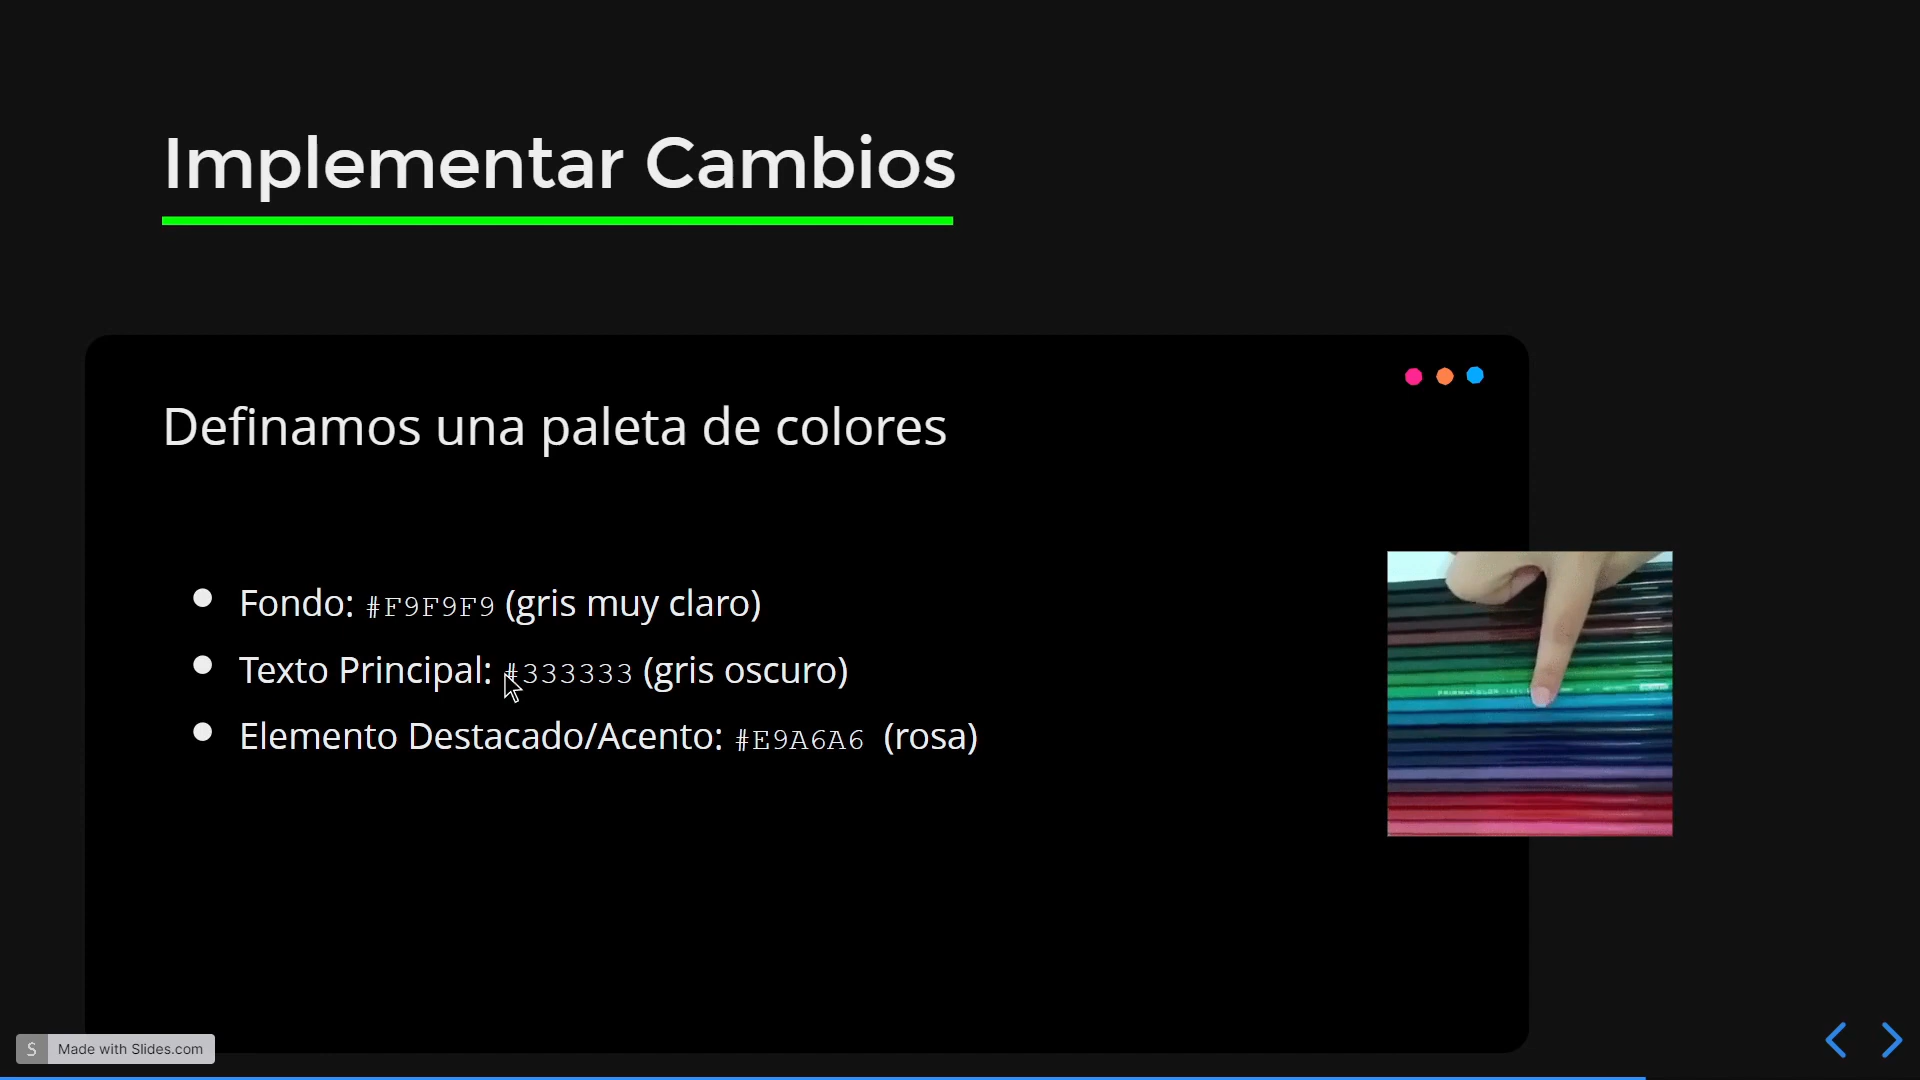 Implementar Cambios
Definamos una paleta de colores
Fondo: #F9F9F9 (gris muy claro)
Texto Principal: #333333 (gris oscuro)
Elemento Destacado/Acento: #E9A6A6 (rosa)
S Made with Slides.com